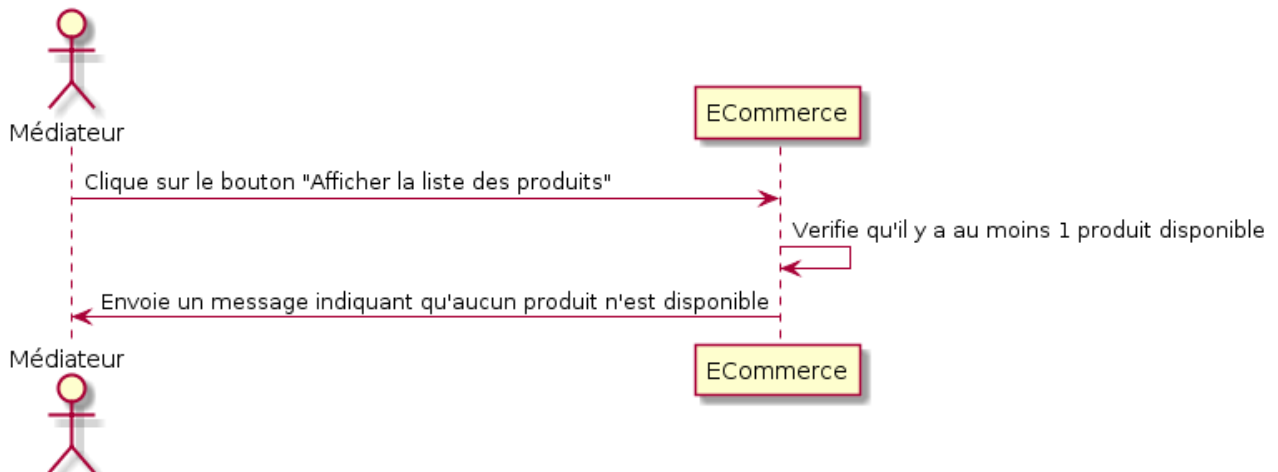 Médiateur
ECommerce
Clique sur le bouton "Afficher la liste des produits"
Verifie qu'il y a au moins 1 produit disponible
Envoie un message indiquant qu'aucun produit n'est disponible
Médiateur
ECommerce